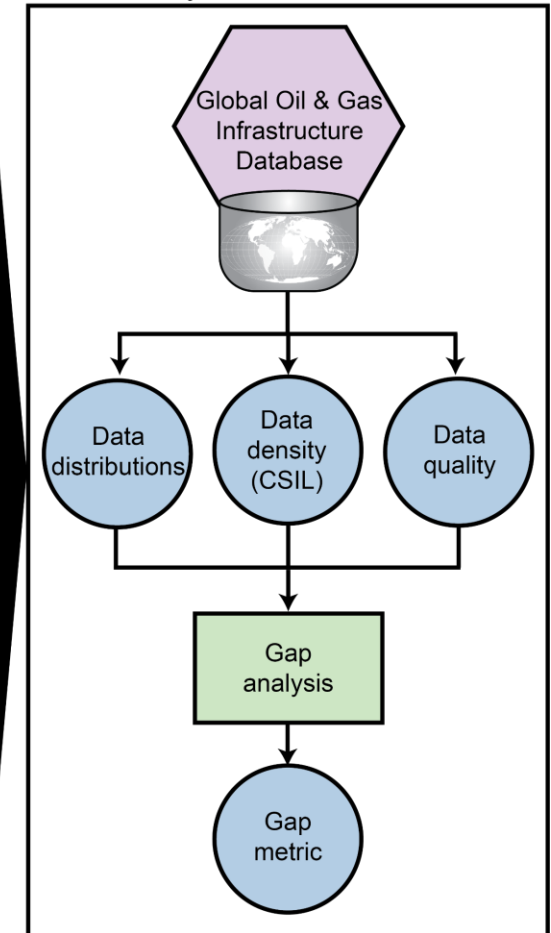 Global Oil & Gas
Infrastructure
Database
Data
distributions
Data
density
(CSIL)
Data
quality
Gap
analysis
Gap
metric